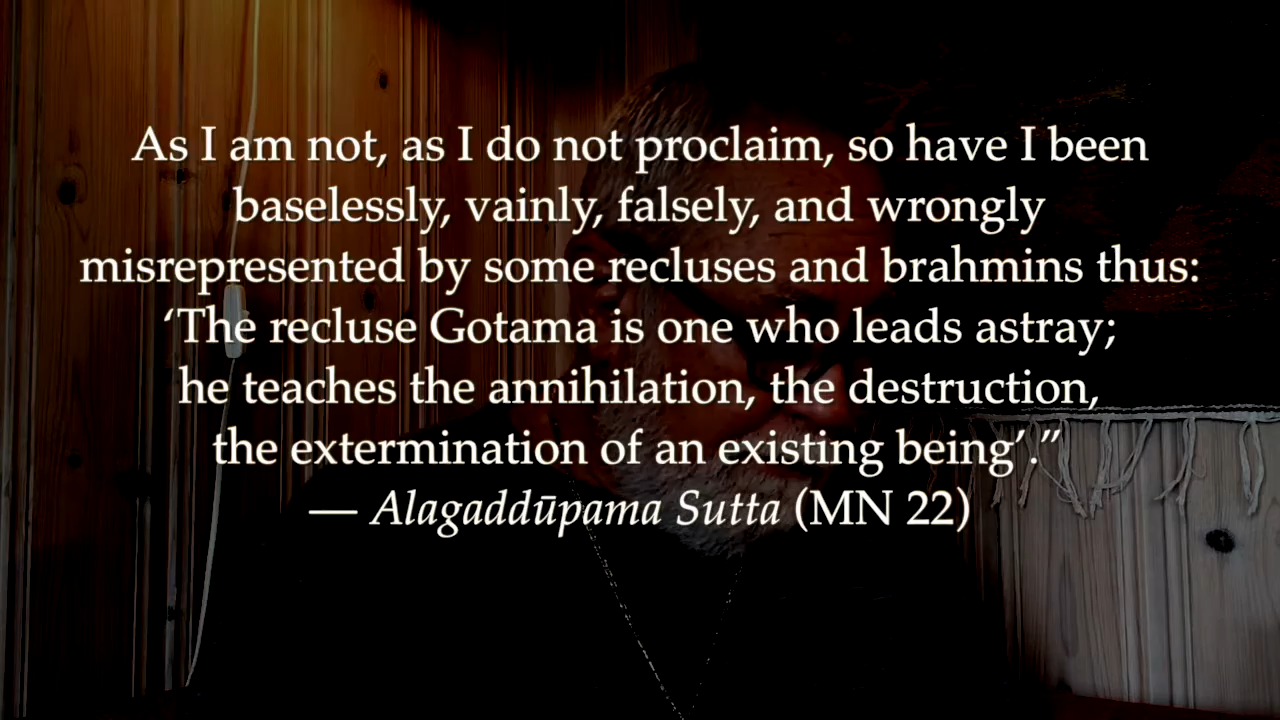 As I am not, as I do not proclaim, so have I been
baselessly, vainly, falsely, and wrongly
misrepresented by some recluses and brahmins thus:
‘The recluse Gotama is one who leads astray;
he teaches the annihilation, the destruction,
the extermination of an existing being’.”
— Alagaddūpama Sutta (MN 22)